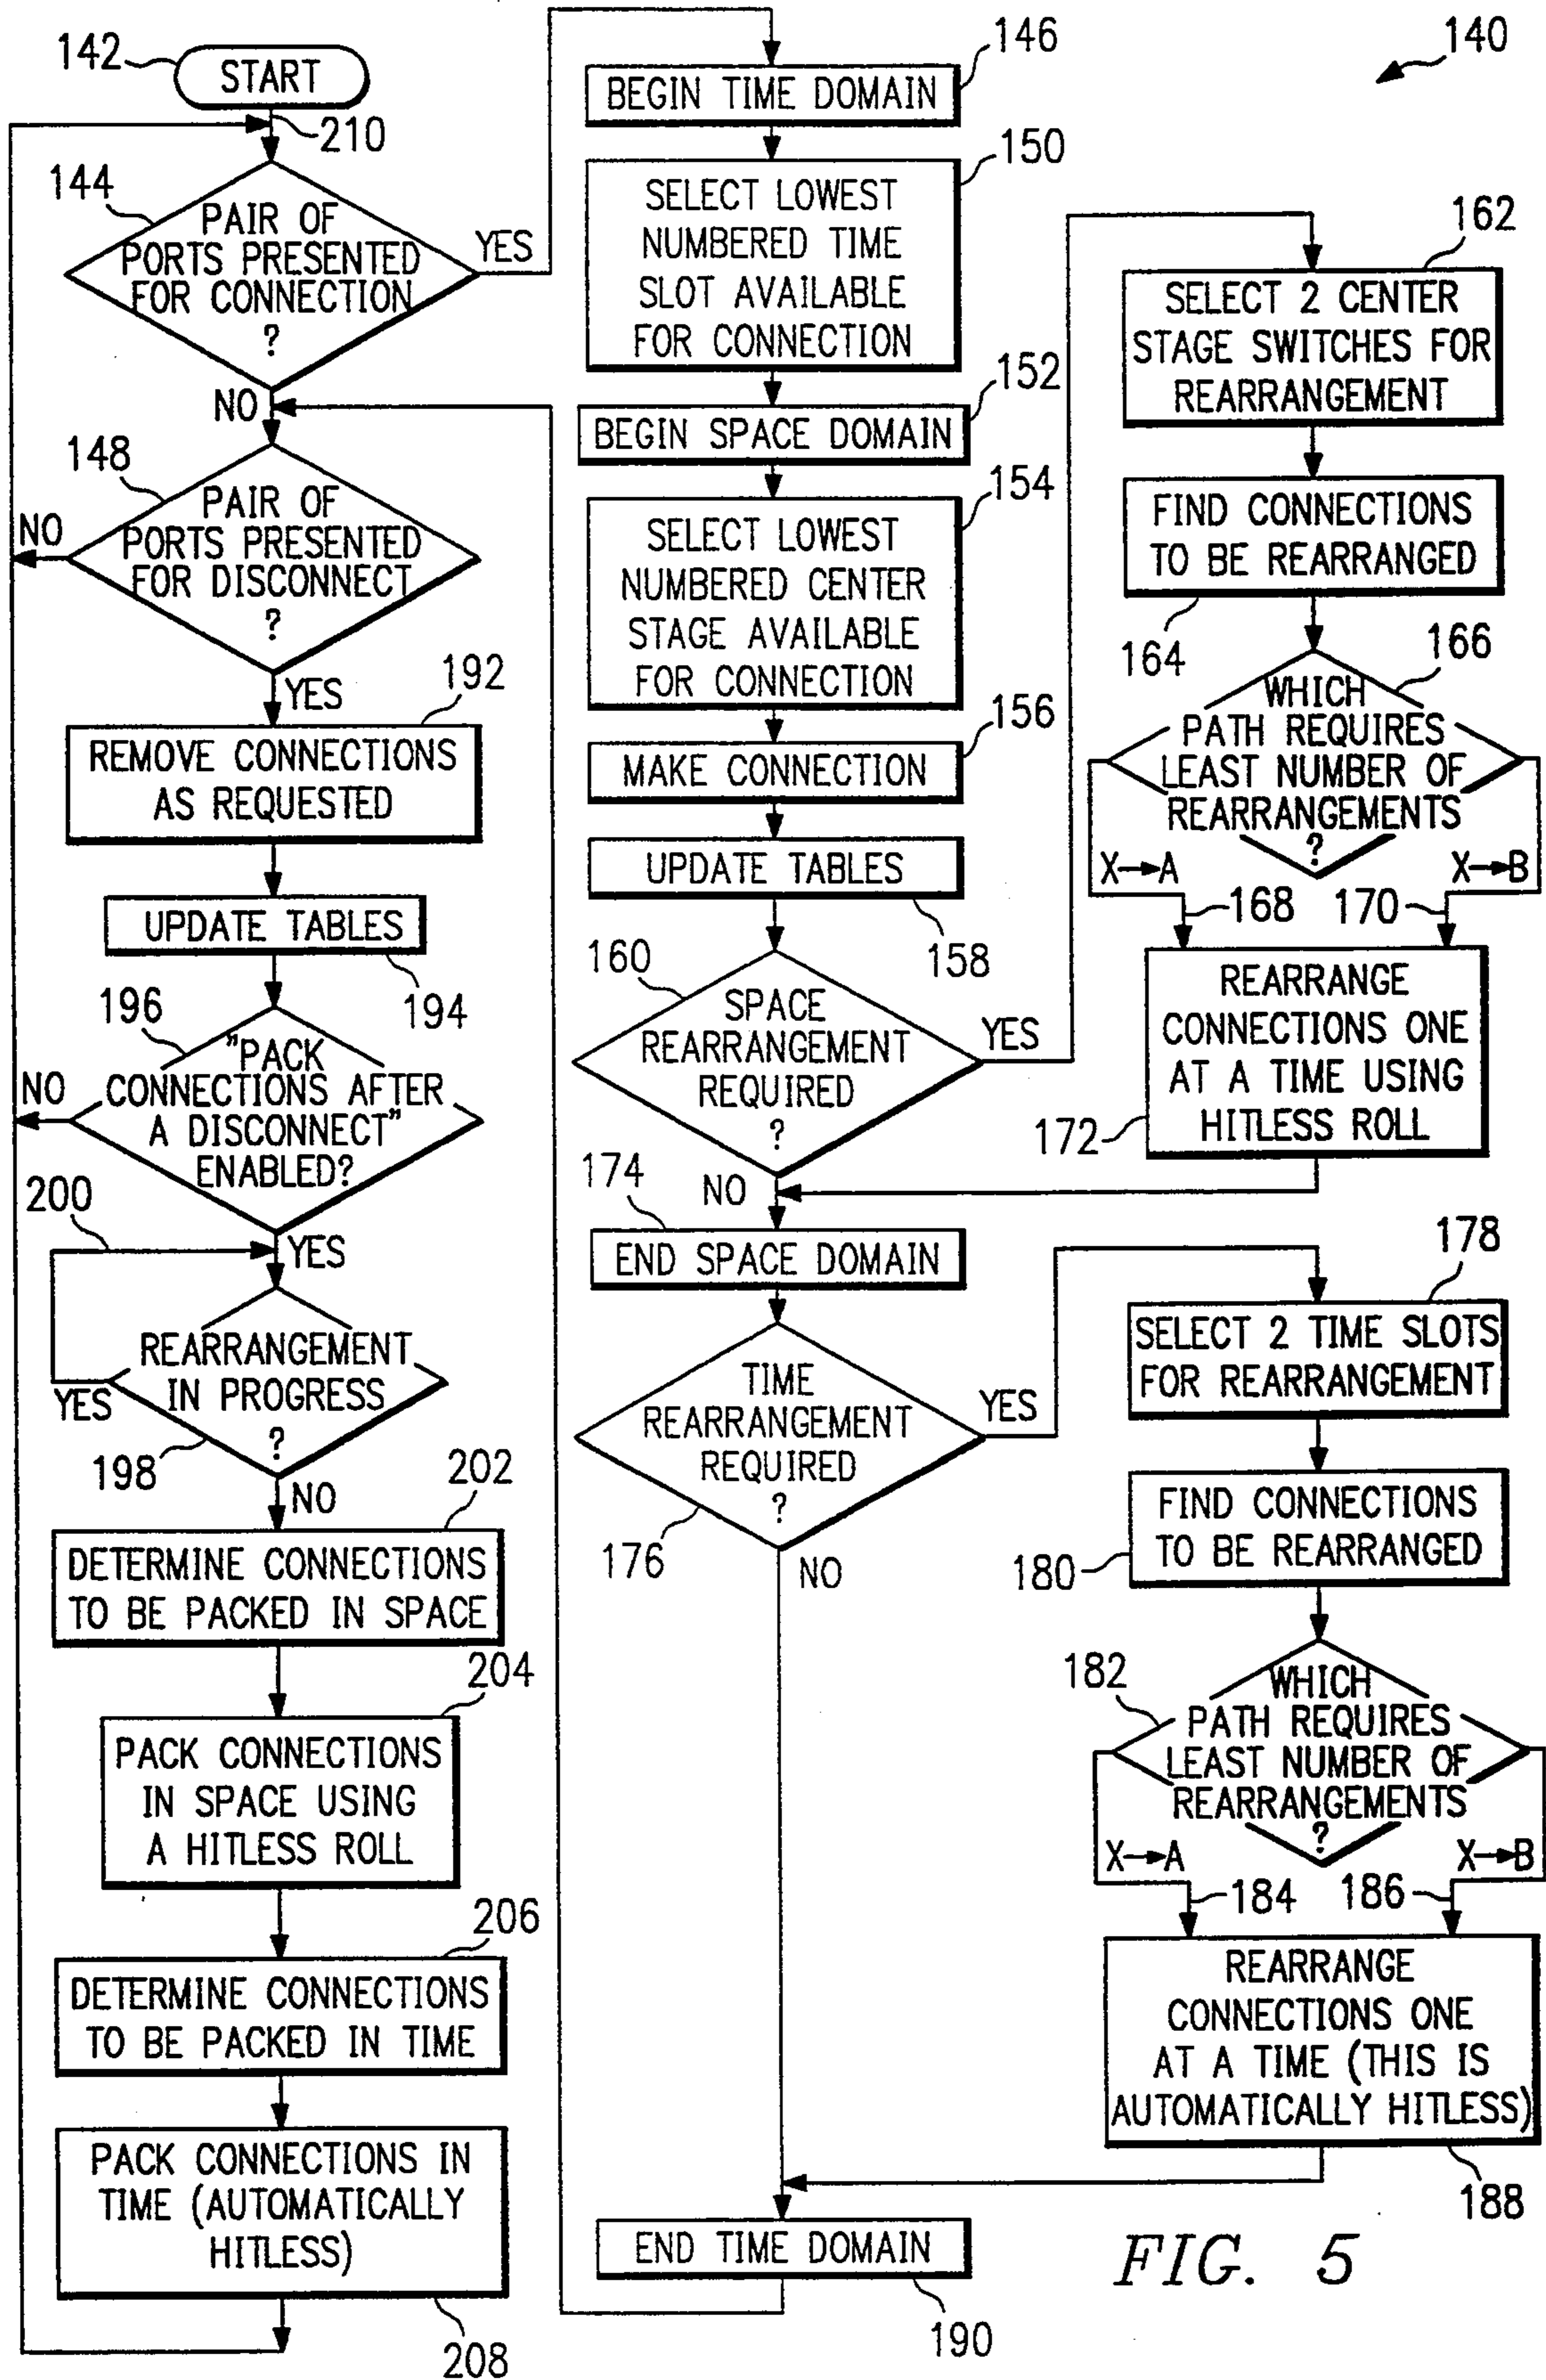 140
142
START
210
144
PAIR OF
PORTS PRESENTED
FOR CONNECTION
?
YES
NO
148
PAIR OF
PORTS PRESENTED
FOR DISCONNECT
?
NO
YES
192
REMOVE CONNECTIONS
AS REQUESTED
UPDATE TABLES
194
196
"PACK
CONNECTIONS AFTER
A DISCONNECT"
ENABLED?
NO
200
YES
REARRANGEMENT
IN PROGRESS
?
YES
198
NO
202
DETERMINE CONNECTIONS
TO BE PACKED IN SPACE
204
PACK CONNECTIONS
IN SPACE USING
A HITLESS ROLL
206
DETERMINE CONNECTIONS
TO BE PACKED IN TIME
PACK CONNECTIONS IN
TIME (AUTOMATICALLY
HITLESS)
208
146
BEGIN TIME DOMAIN
150
SELECT LOWEST
NUMBERED TIME
SLOT AVAILABLE
FOR CONNECTION
152
BEGIN SPACE DOMAIN
154
SELECT LOWEST
NUMBERED CENTER
STAGE AVAILABLE
FOR CONNECTION
156
MAKE CONNECTION
UPDATE TABLES
158
160
SPACE
REARRANGEMENT
REQUIRED
?
YES
NO
174
END SPACE DOMAIN
TIME
REARRANGEMENT
REQUIRED
?
YES
176
NO
END TIME DOMAIN
190
162
SELECT 2 CENTER
STAGE SWITCHES FOR
REARRANGEMENT
FIND CONNECTIONS
TO BE REARRANGED
164
166
WHICH
PATH REQUIRES
LEAST NUMBER OF
REARRANGEMENTS
?
X→A
X→B
168
170
REARRANGE
CONNECTIONS ONE
AT A TIME USING
HITLESS ROLL
172
178
SELECT 2 TIME SLOTS
FOR REARRANGEMENT
FIND CONNECTIONS
TO BE REARRANGED
180
182
WHICH
PATH REQUIRES
LEAST NUMBER OF
REARRANGEMENTS
?
X→A
X→B
184
186
REARRANGE
CONNECTIONS ONE
AT A TIME (THIS IS
AUTOMATICALLY HITLESS)
188
FIG. 5